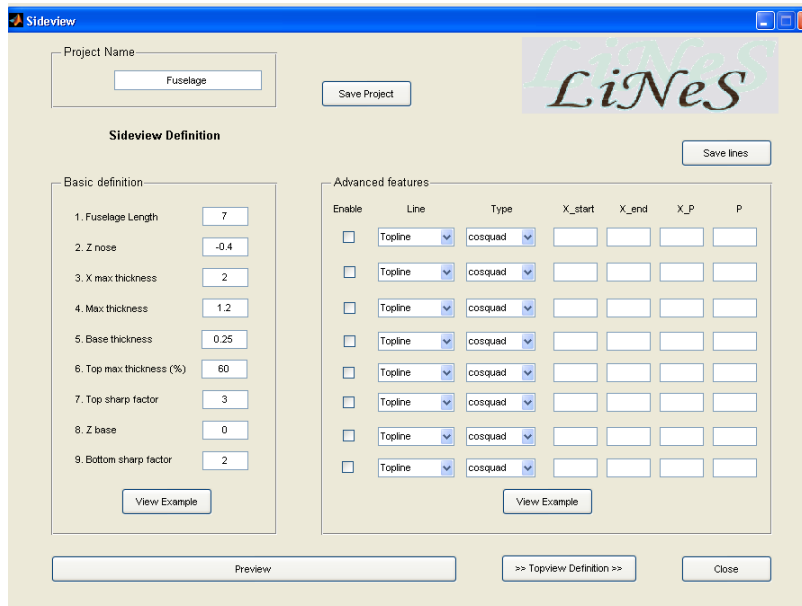 Sideview
Project Name
Fuselage
Save Project
LiNeS
LiNeS
Sideview Definition
Save lines
Basic definition
1. Fuselage Length 7
2. Z nose -0.4
3. X max thickness 2
4. Max thickness 1.2
5. Base thickness 0.25
6. Top max thickness (%) 60
7. Top sharp factor 3
8. Z base 0
9. Bottom sharp factor 2
View Example
Advanced features
Enable Line Type X_start X_end X_P P
Topline cosquad
Topline cosquad
Topline cosquad
Topline cosquad
Topline cosquad
Topline cosquad
Topline cosquad
Topline cosquad
View Example
Preview
>> Topview Definition >>
Close